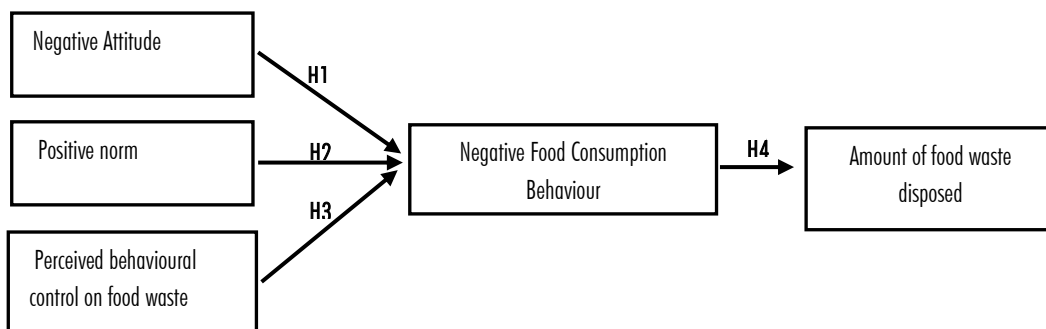 Negative Attitude
H1
Positive norm
H2
Negative Food Consumption
Behaviour
H4
Amount of food waste
disposed
H3
Perceived behavioural
control on food waste